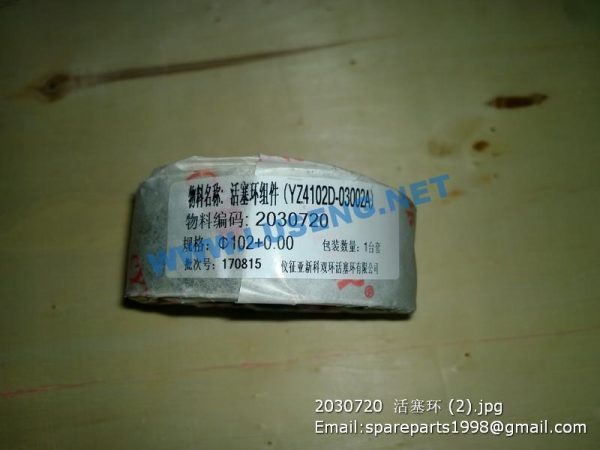 物料名称: 活塞环组件 (YZ4102D-03002A)
物料编码: 2030720
规格: Φ102+0.00 包装数量: 1台套
批次号: 170815 仪征亚新科双环活塞环有限公司
WWW.LUSENG.NET
2030720 活塞环 (2).jpg
Email:spareparts1998@gmail.com